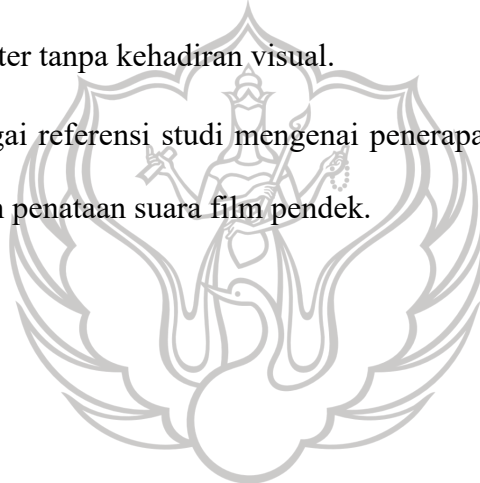 ter tanpa kehadiran visual.
gai referensi studi mengenai penerapa
n penataan suara film pendek.